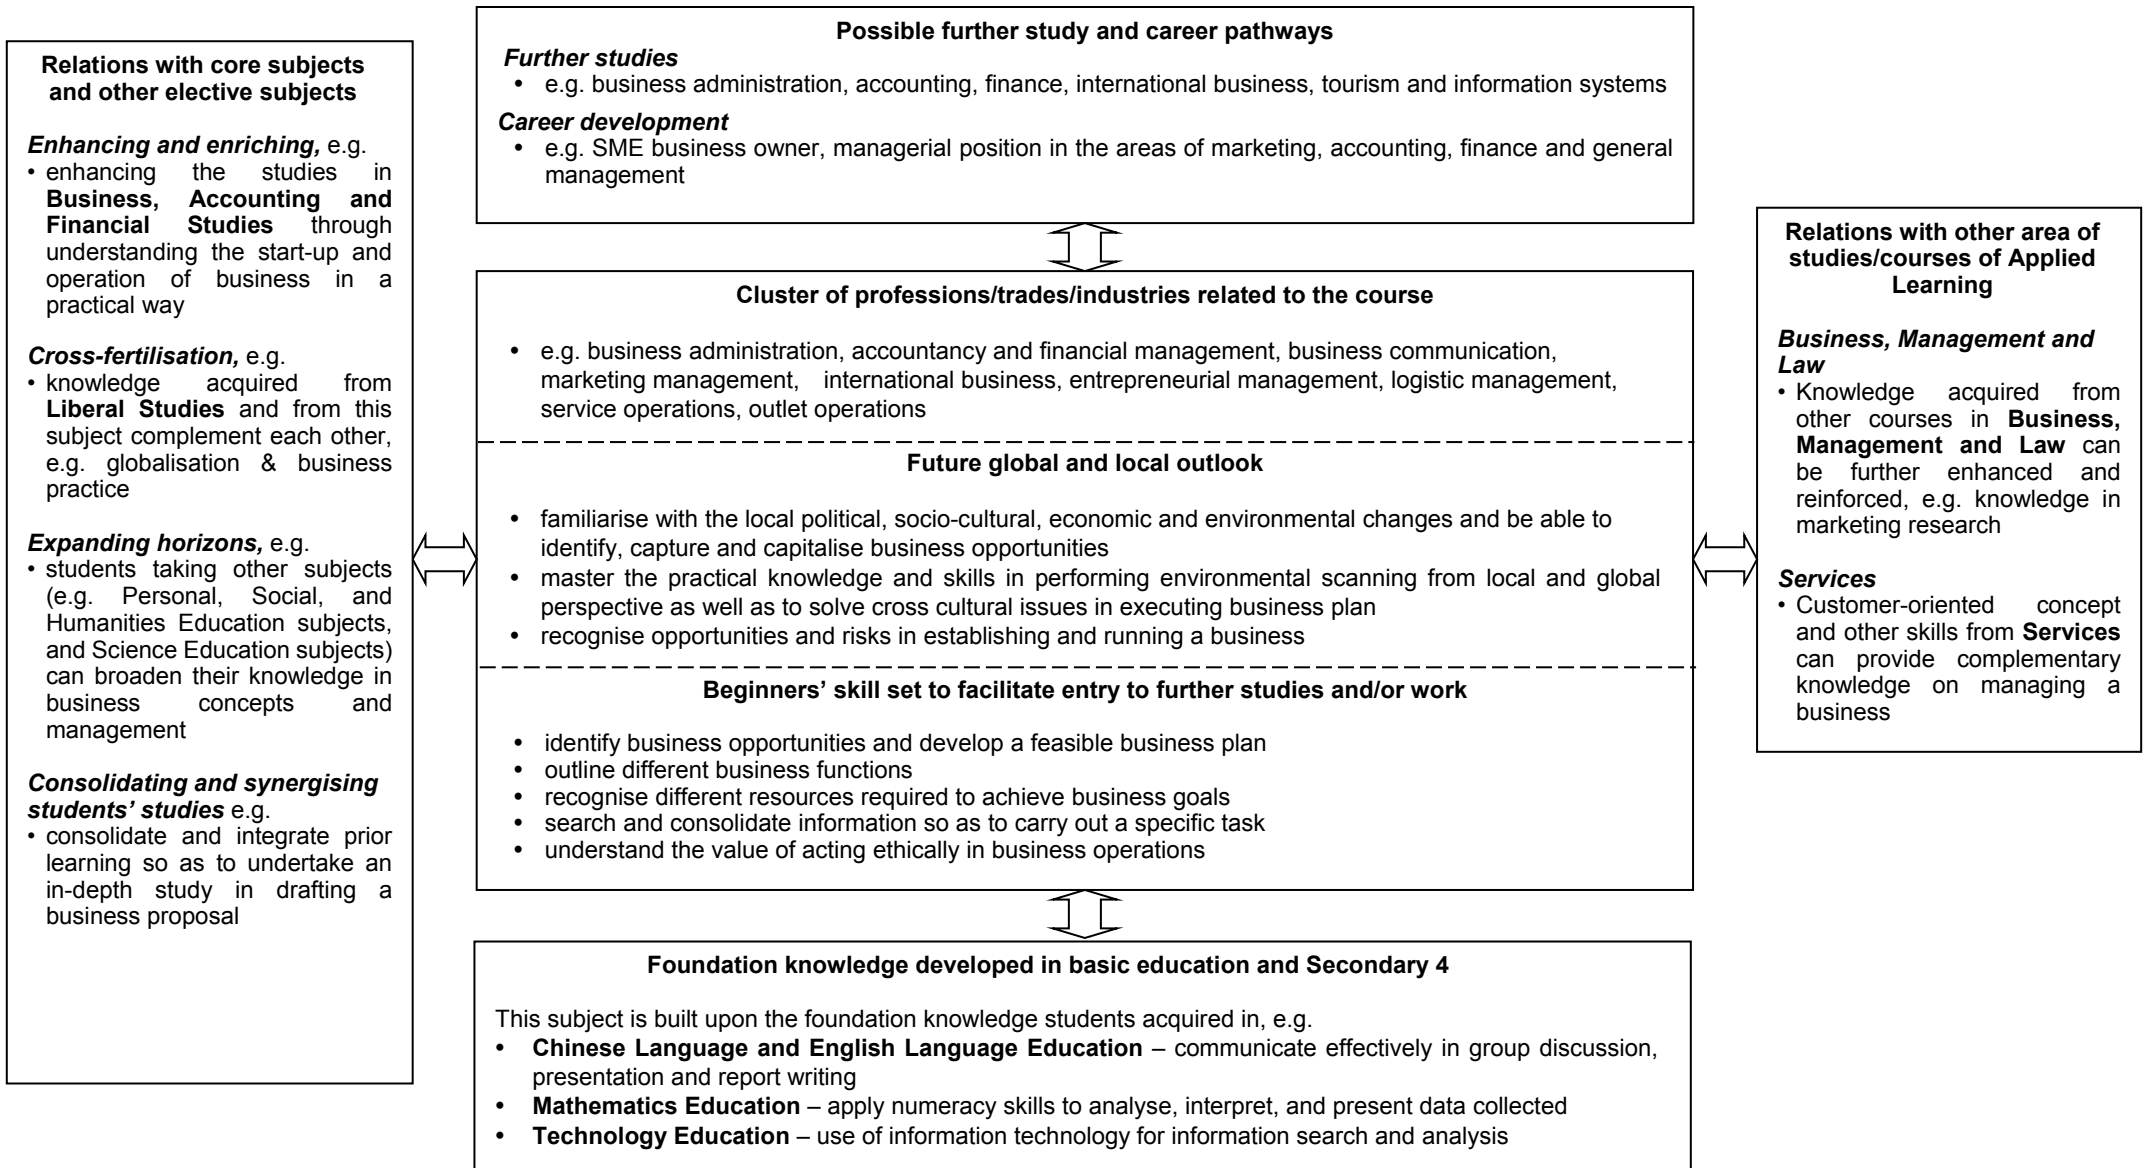 Relations with core subjects
and other elective subjects
Enhancing and enriching, e.g.
• enhancing the studies in
Business, Accounting and
Financial Studies through
understanding the start-up and
operation of business in a
practical way
Cross-fertilisation, e.g.
• knowledge acquired from
Liberal Studies and from this
subject complement each other,
e.g. globalisation & business
practice
Expanding horizons, e.g.
• students taking other subjects
(e.g. Personal, Social, and
Humanities Education subjects,
and Science Education subjects)
can broaden their knowledge in
business concepts and
management
Consolidating and synergising
students’ studies e.g.
• consolidate and integrate prior
learning so as to undertake an
in-depth study in drafting a
business proposal
Possible further study and career pathways
Further studies
• e.g. business administration, accounting, finance, international business, tourism and information systems
Career development
• e.g. SME business owner, managerial position in the areas of marketing, accounting, finance and general
management
Cluster of professions/trades/industries related to the course
• e.g. business administration, accountancy and financial management, business communication,
marketing management, international business, entrepreneurial management, logistic management,
service operations, outlet operations
Future global and local outlook
• familiarise with the local political, socio-cultural, economic and environmental changes and be able to
identify, capture and capitalise business opportunities
• master the practical knowledge and skills in performing environmental scanning from local and global
perspective as well as to solve cross cultural issues in executing business plan
• recognise opportunities and risks in establishing and running a business
Beginners’ skill set to facilitate entry to further studies and/or work
• identify business opportunities and develop a feasible business plan
• outline different business functions
• recognise different resources required to achieve business goals
• search and consolidate information so as to carry out a specific task
• understand the value of acting ethically in business operations
Foundation knowledge developed in basic education and Secondary 4
This subject is built upon the foundation knowledge students acquired in, e.g.
• Chinese Language and English Language Education – communicate effectively in group discussion,
presentation and report writing
• Mathematics Education – apply numeracy skills to analyse, interpret, and present data collected
• Technology Education – use of information technology for information search and analysis
Relations with other area of
studies/courses of Applied
Learning
Business, Management and
Law
• Knowledge acquired from
other courses in Business,
Management and Law can
be further enhanced and
reinforced, e.g. knowledge in
marketing research
Services
• Customer-oriented concept
and other skills from Services
can provide complementary
knowledge on managing a
business